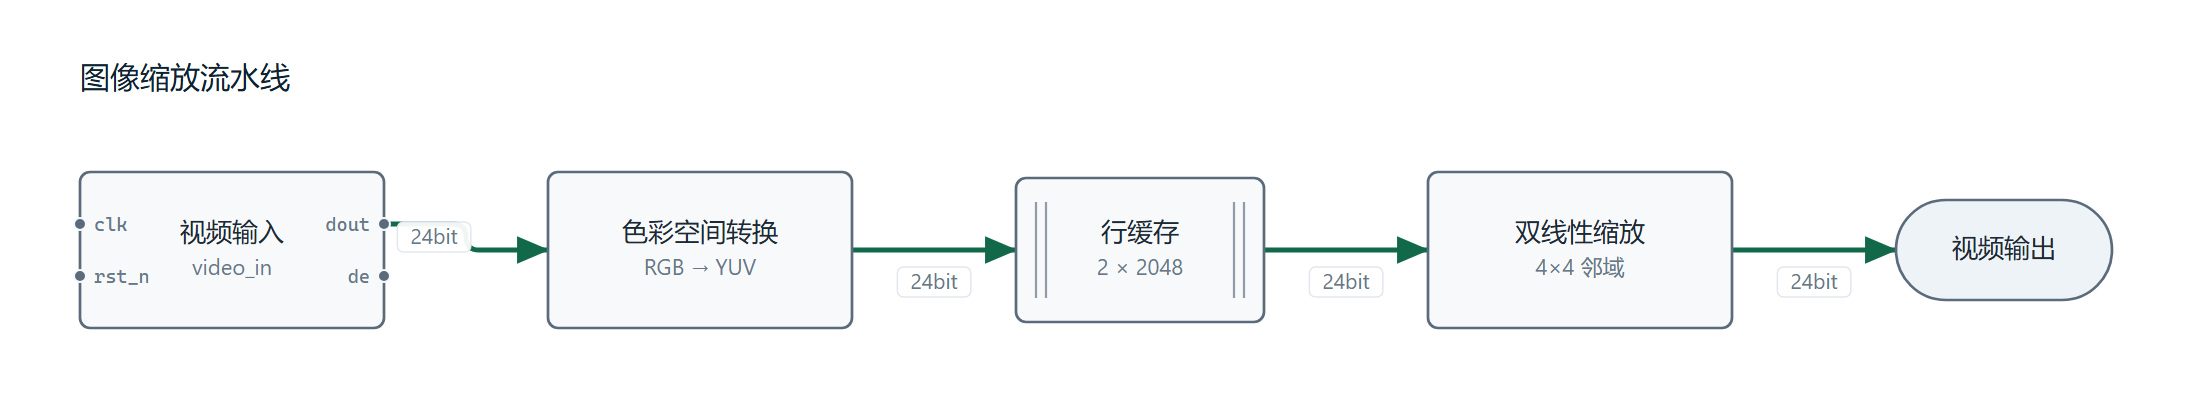 图像缩放流水线
clk
rst_n
视频输入
video_in
dout
de
24bit
色彩空间转换
RGB → YUV
24bit
行缓存
2 × 2048
24bit
双线性缩放
4×4 邻域
24bit
视频输出